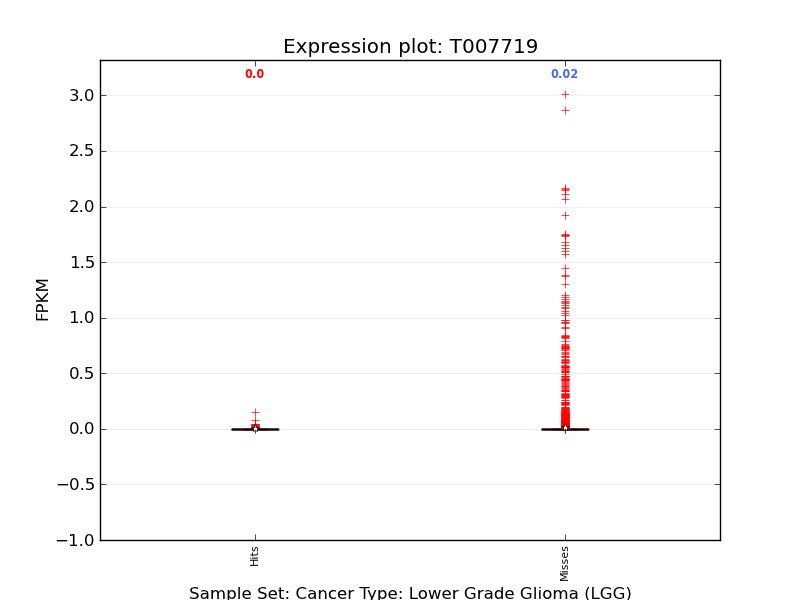 Expression plot: T007719
0.0
0.02
3.0
2.5
2.0
1.5
1.0
0.5
0.0
−0.5
−1.0
FPKM
Hits
Misses
Sample Set: Cancer Type: Lower Grade Glioma (LGG)